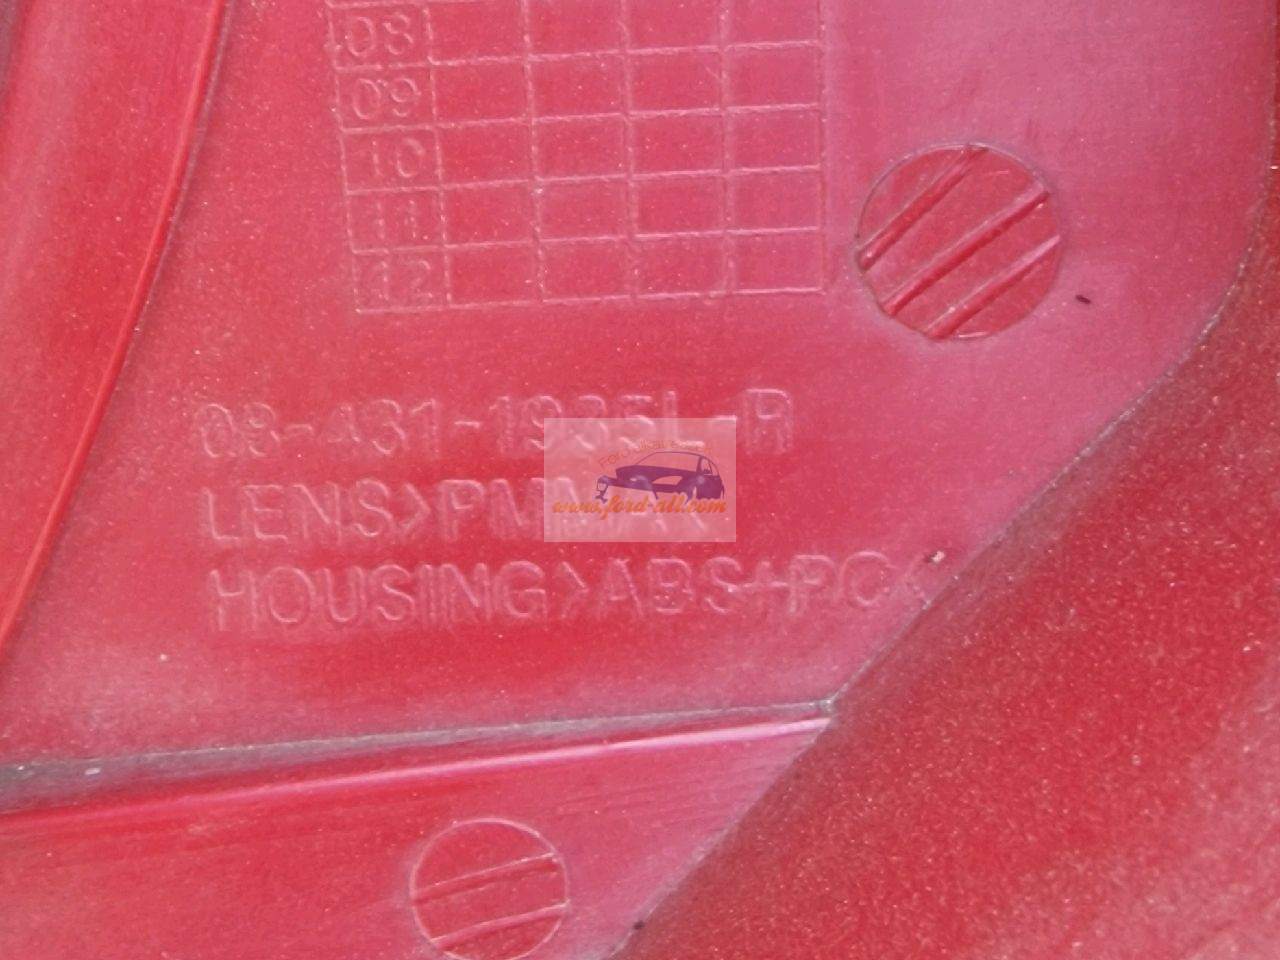 08
09
10
11
12
08-431-1935L-R
LENS>PMMA<
HOUSING>ABS+PC<
www.ford-all.com